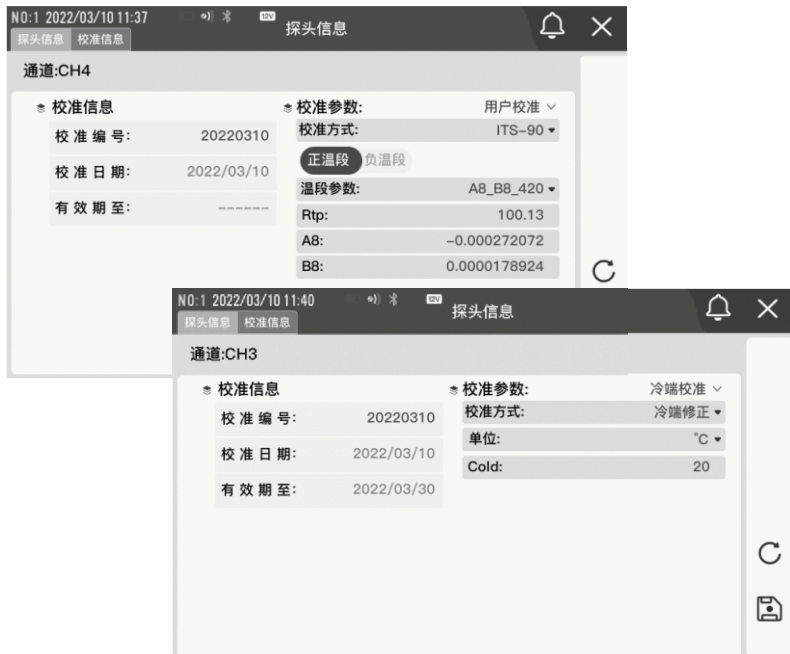 NO:1 2022/03/10 11:37
12V
探头信息
探头信息 校准信息
通道:CH4
校准信息
校准编号: 20220310
校准日期: 2022/03/10
有效期至: ------
校准参数: 用户校准
校准方式: ITS-90
正温段 负温段
温段参数: A8_B8_420
Rtp: 100.13
A8: -0.000272072
B8: 0.0000178924
NO:1 2022/03/10 11:40
12V
探头信息
探头信息 校准信息
通道:CH3
校准信息
校准编号: 20220310
校准日期: 2022/03/10
有效期至: 2022/03/30
校准参数: 冷端校准
校准方式: 冷端修正
单位: °C
Cold: 20